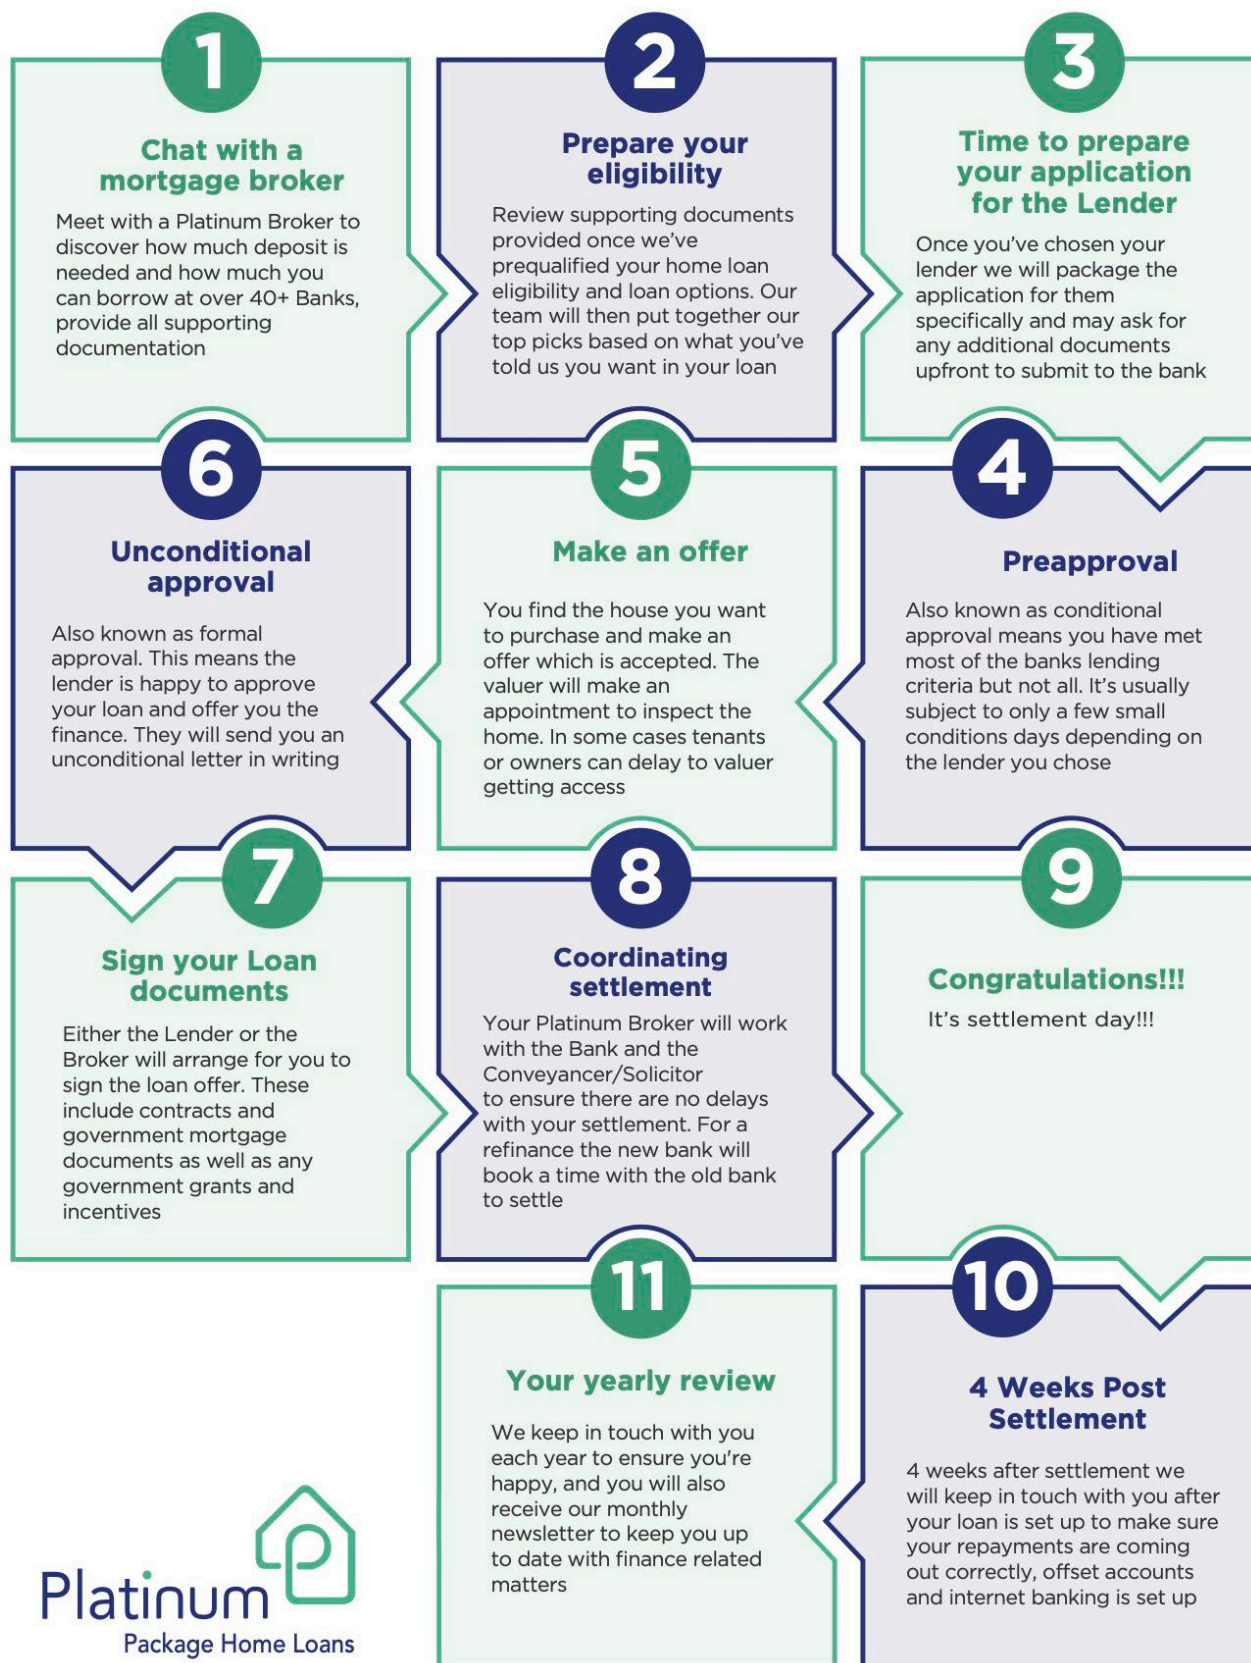 1
Chat with a
mortgage broker
Meet with a Platinum Broker to
discover how much deposit is
needed and how much you
can borrow at over 40+ Banks,
provide all supporting
documentation
2
Prepare your
eligibility
Review supporting documents
provided once we've
prequalified your home loan
eligibility and loan options. Our
team will then put together our
top picks based on what you've
told us you want in your loan
3
Time to prepare
your application
for the Lender
Once you've chosen your
lender we will package the
application for them
specifically and may ask for
any additional documents
upfront to submit to the bank
4
Preapproval
Also known as conditional
approval means you have met
most of the banks lending
criteria but not all. It's usually
subject to only a few small
conditions days depending on
the lender you chose
5
Make an offer
You find the house you want
to purchase and make an
offer which is accepted. The
valuer will make an
appointment to inspect the
home. In some cases tenants
or owners can delay to valuer
getting access
6
Unconditional
approval
Also known as formal
approval. This means the
lender is happy to approve
your loan and offer you the
finance. They will send you an
unconditional letter in writing
7
Sign your Loan
documents
Either the Lender or the
Broker will arrange for you to
sign the loan offer. These
include contracts and
government mortgage
documents as well as any
government grants and
incentives
8
Coordinating
settlement
Your Platinum Broker will work
with the Bank and the
Conveyancer/Solicitor
to ensure there are no delays
with your settlement. For a
refinance the new bank will
book a time with the old bank
to settle
9
Congratulations!!!
It's settlement day!!!
10
4 Weeks Post
Settlement
4 weeks after settlement we
will keep in touch with you after
your loan is set up to make sure
your repayments are coming
out correctly, offset accounts
and internet banking is set up
11
Your yearly review
We keep in touch with you
each year to ensure you're
happy, and you will also
receive our monthly
newsletter to keep you up
to date with finance related
matters
Platinum
Package Home Loans